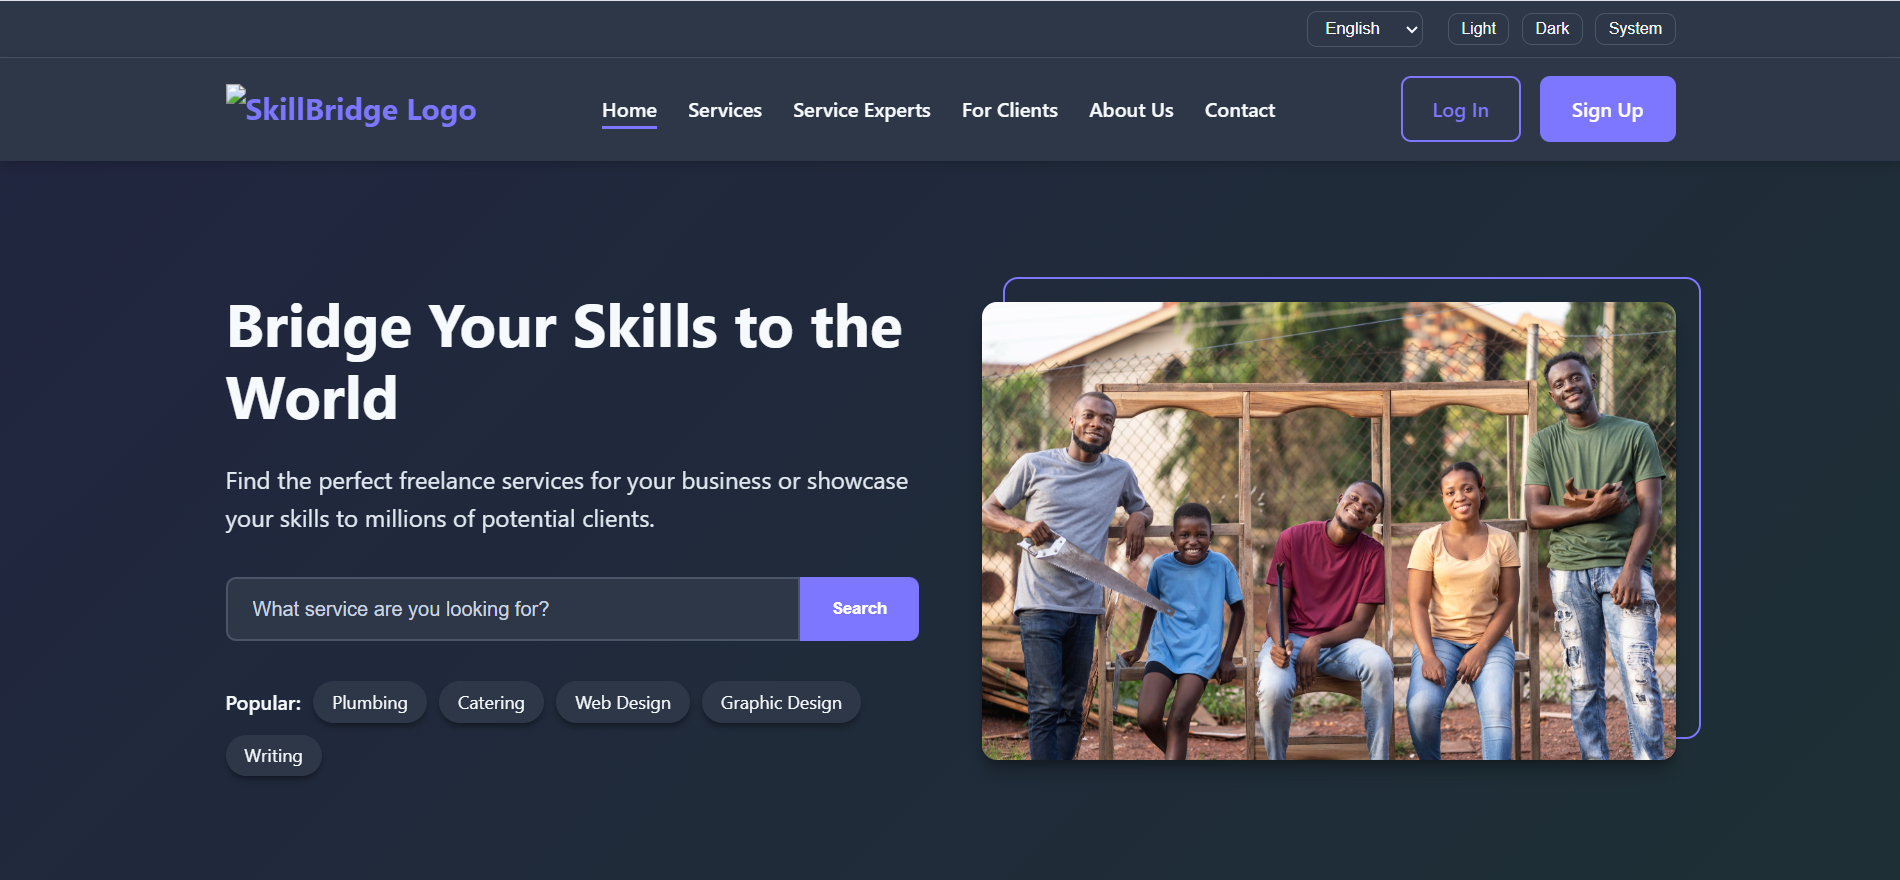 English
Light
Dark
System
SkillBridge Logo
Home
Services
Service Experts
For Clients
About Us
Contact
Log In
Sign Up
Bridge Your Skills to the
World
Find the perfect freelance services for your business or showcase
your skills to millions of potential clients.
What service are you looking for?
Search
Popular:
Plumbing
Catering
Web Design
Graphic Design
Writing